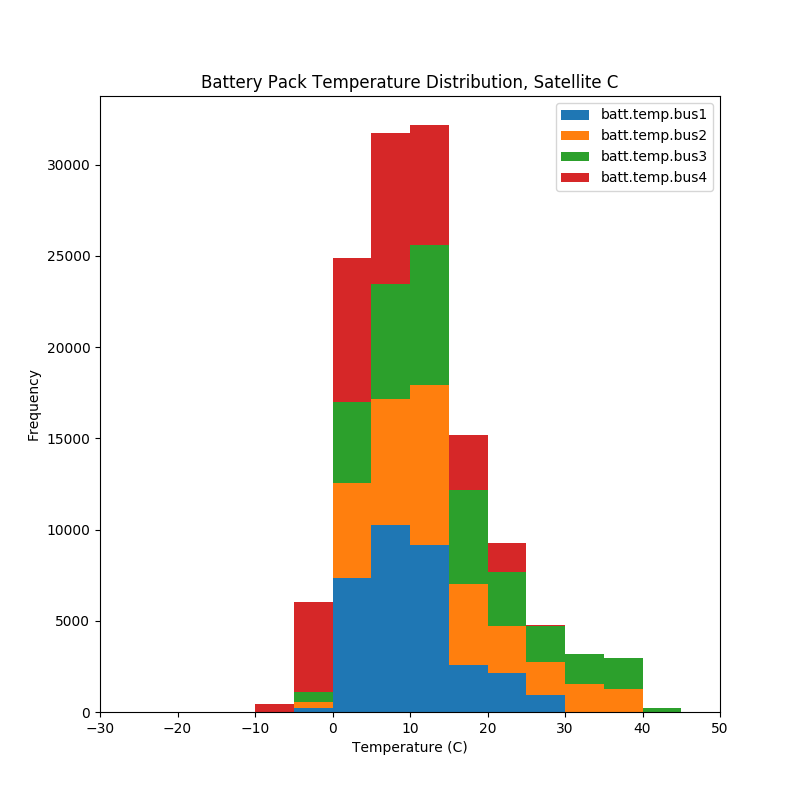 Battery Pack Temperature Distribution, Satellite C
batt.temp.bus1
batt.temp.bus2
batt.temp.bus3
batt.temp.bus4
30000
25000
20000
15000
10000
5000
0
Frequency
−30
−20
−10
0
10
20
30
40
50
Temperature (C)